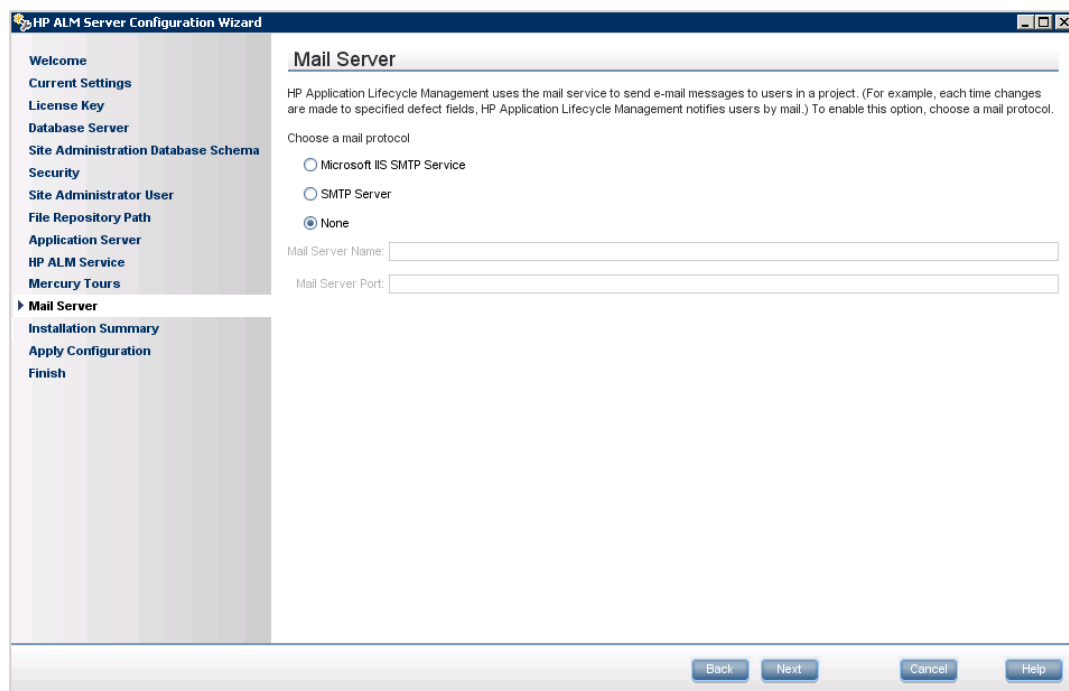 HP ALM Server Configuration Wizard
Welcome
Current Settings
License Key
Database Server
Site Administration Database Schema
Security
Site Administrator User
File Repository Path
Application Server
HP ALM Service
Mercury Tours
Mail Server
Installation Summary
Apply Configuration
Finish
Mail Server
HP Application Lifecycle Management uses the mail service to send e-mail messages to users in a project. (For example, each time changes
are made to specified defect fields, HP Application Lifecycle Management notifies users by mail.) To enable this option, choose a mail protocol.
Choose a mail protocol
Microsoft IIS SMTP Service
SMTP Server
None
Mail Server Name:
Mail Server Port:
Back Next Cancel Help